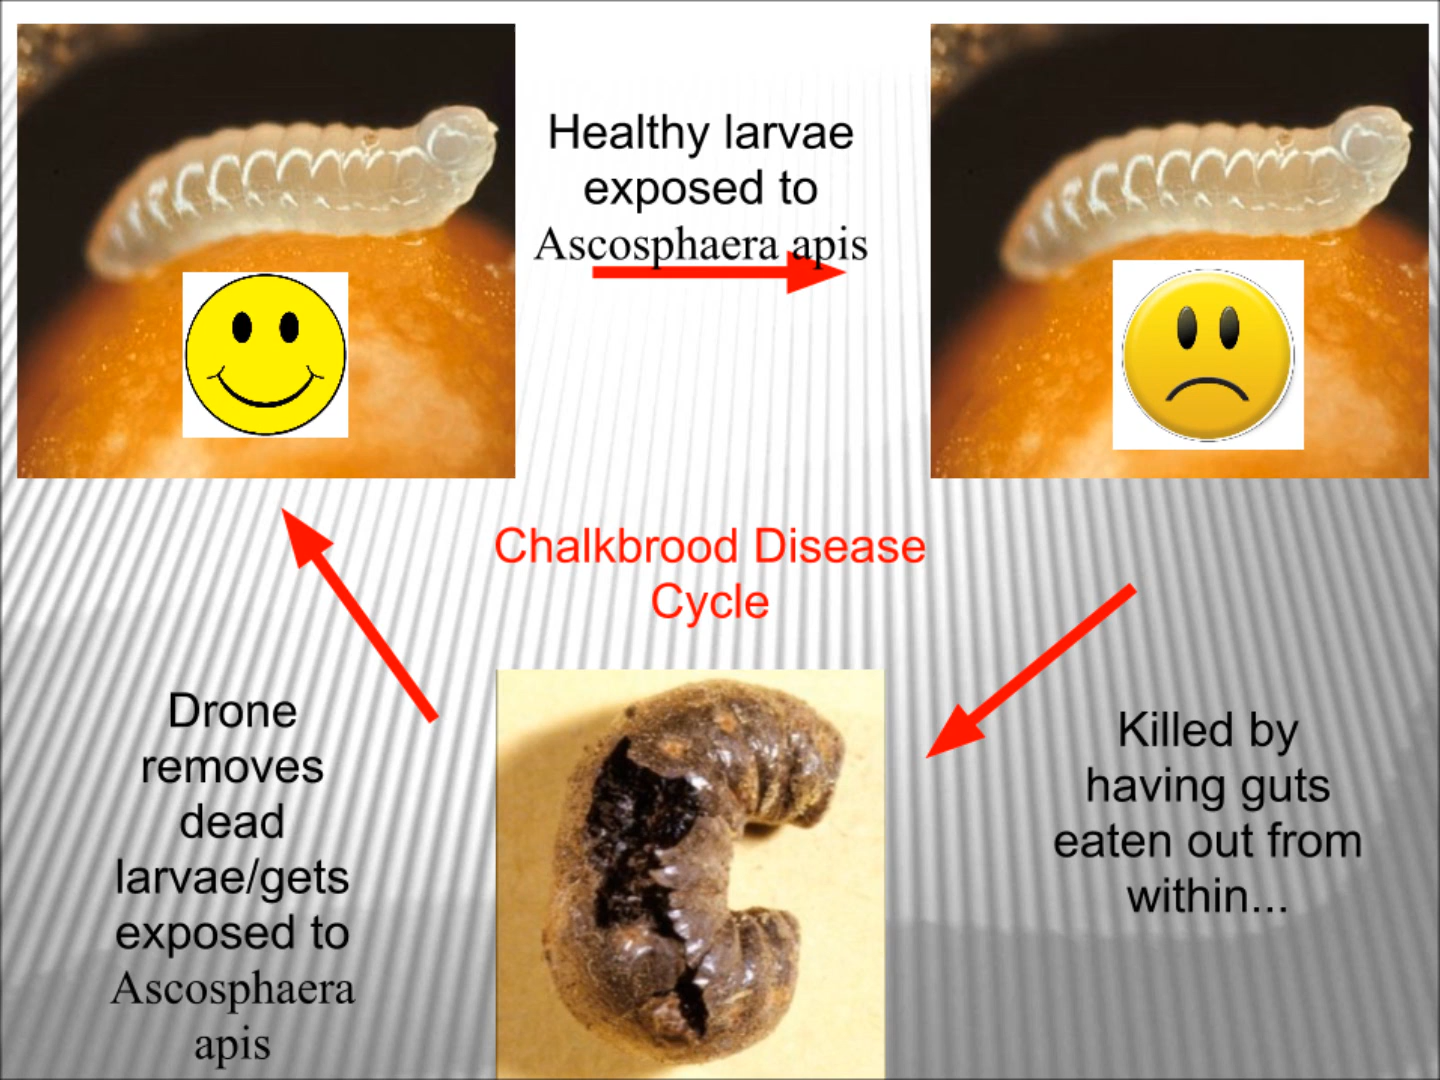 Healthy larvae
exposed to
Ascosphaera apis
Chalkbrood Disease
Cycle
Drone
removes
dead
larvae/gets
exposed to
Ascosphaera
apis
Killed by
having guts
eaten out from
within...